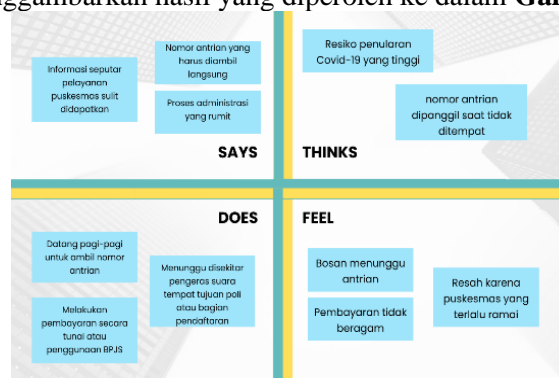 nggambarkan hasil yang diperoleh ke dalam Gam
Informasi seputar
pelayanan
puskesmas sulit
didapatkan
Nomor antrian yang
harus diambil
langsung
Proses administrasi
yang rumit
SAYS
Resiko penularan
Covid-19 yang tinggi
nomor antrian
dipanggil saat tidak
ditempat
THINKS
DOES
Datang pagi-pagi
untuk ambil nomor
antrian
Menunggu disekitar
pengeras suara
tempat tujuan poli
atau bagian
pendaftaran
Melakukan
pembayaran secara
tunai atau
penggunaan BPJS
FEEL
Bosan menunggu
antrian
Pembayaran tidak
beragam
Resah karena
puskesmas yang
terlalu ramai